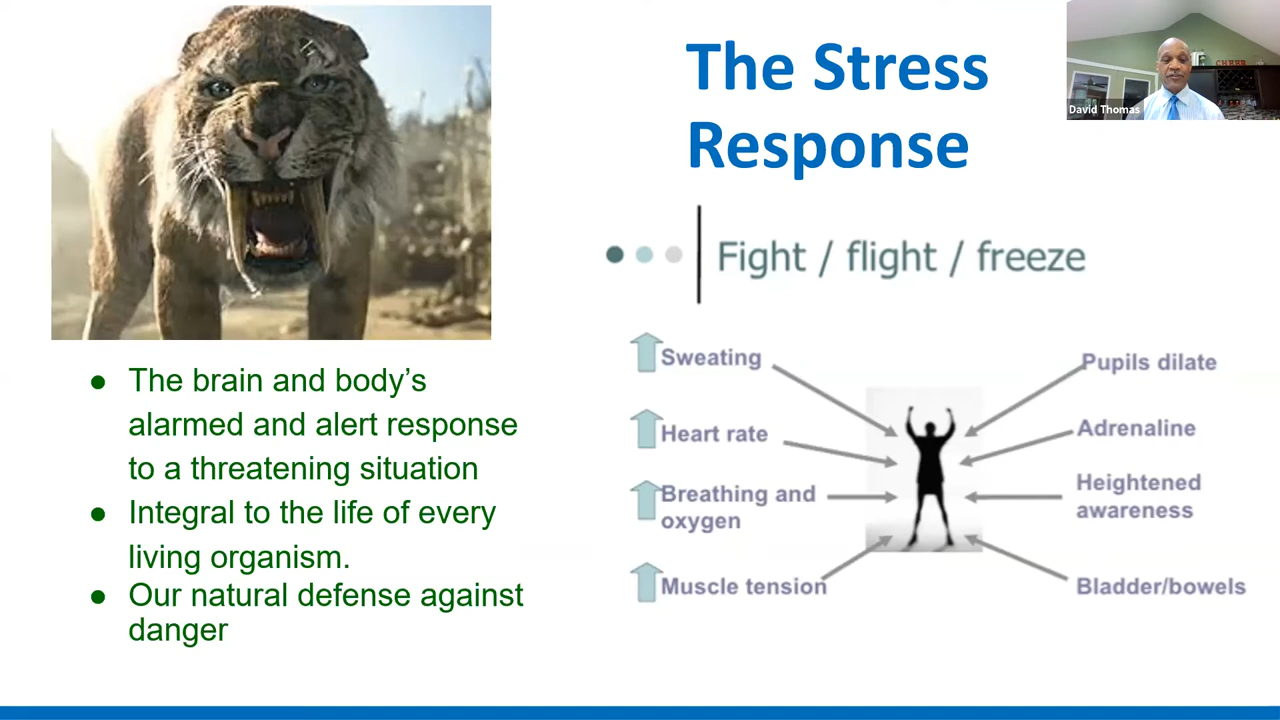 The Stress
Response
David Thomas
Fight / flight / freeze
Sweating
Heart rate
Breathing and
oxygen
Muscle tension
Pupils dilate
Adrenaline
Heightened
awareness
Bladder/bowels
● The brain and body’s
alarmed and alert response
to a threatening situation
● Integral to the life of every
living organism.
● Our natural defense against
danger